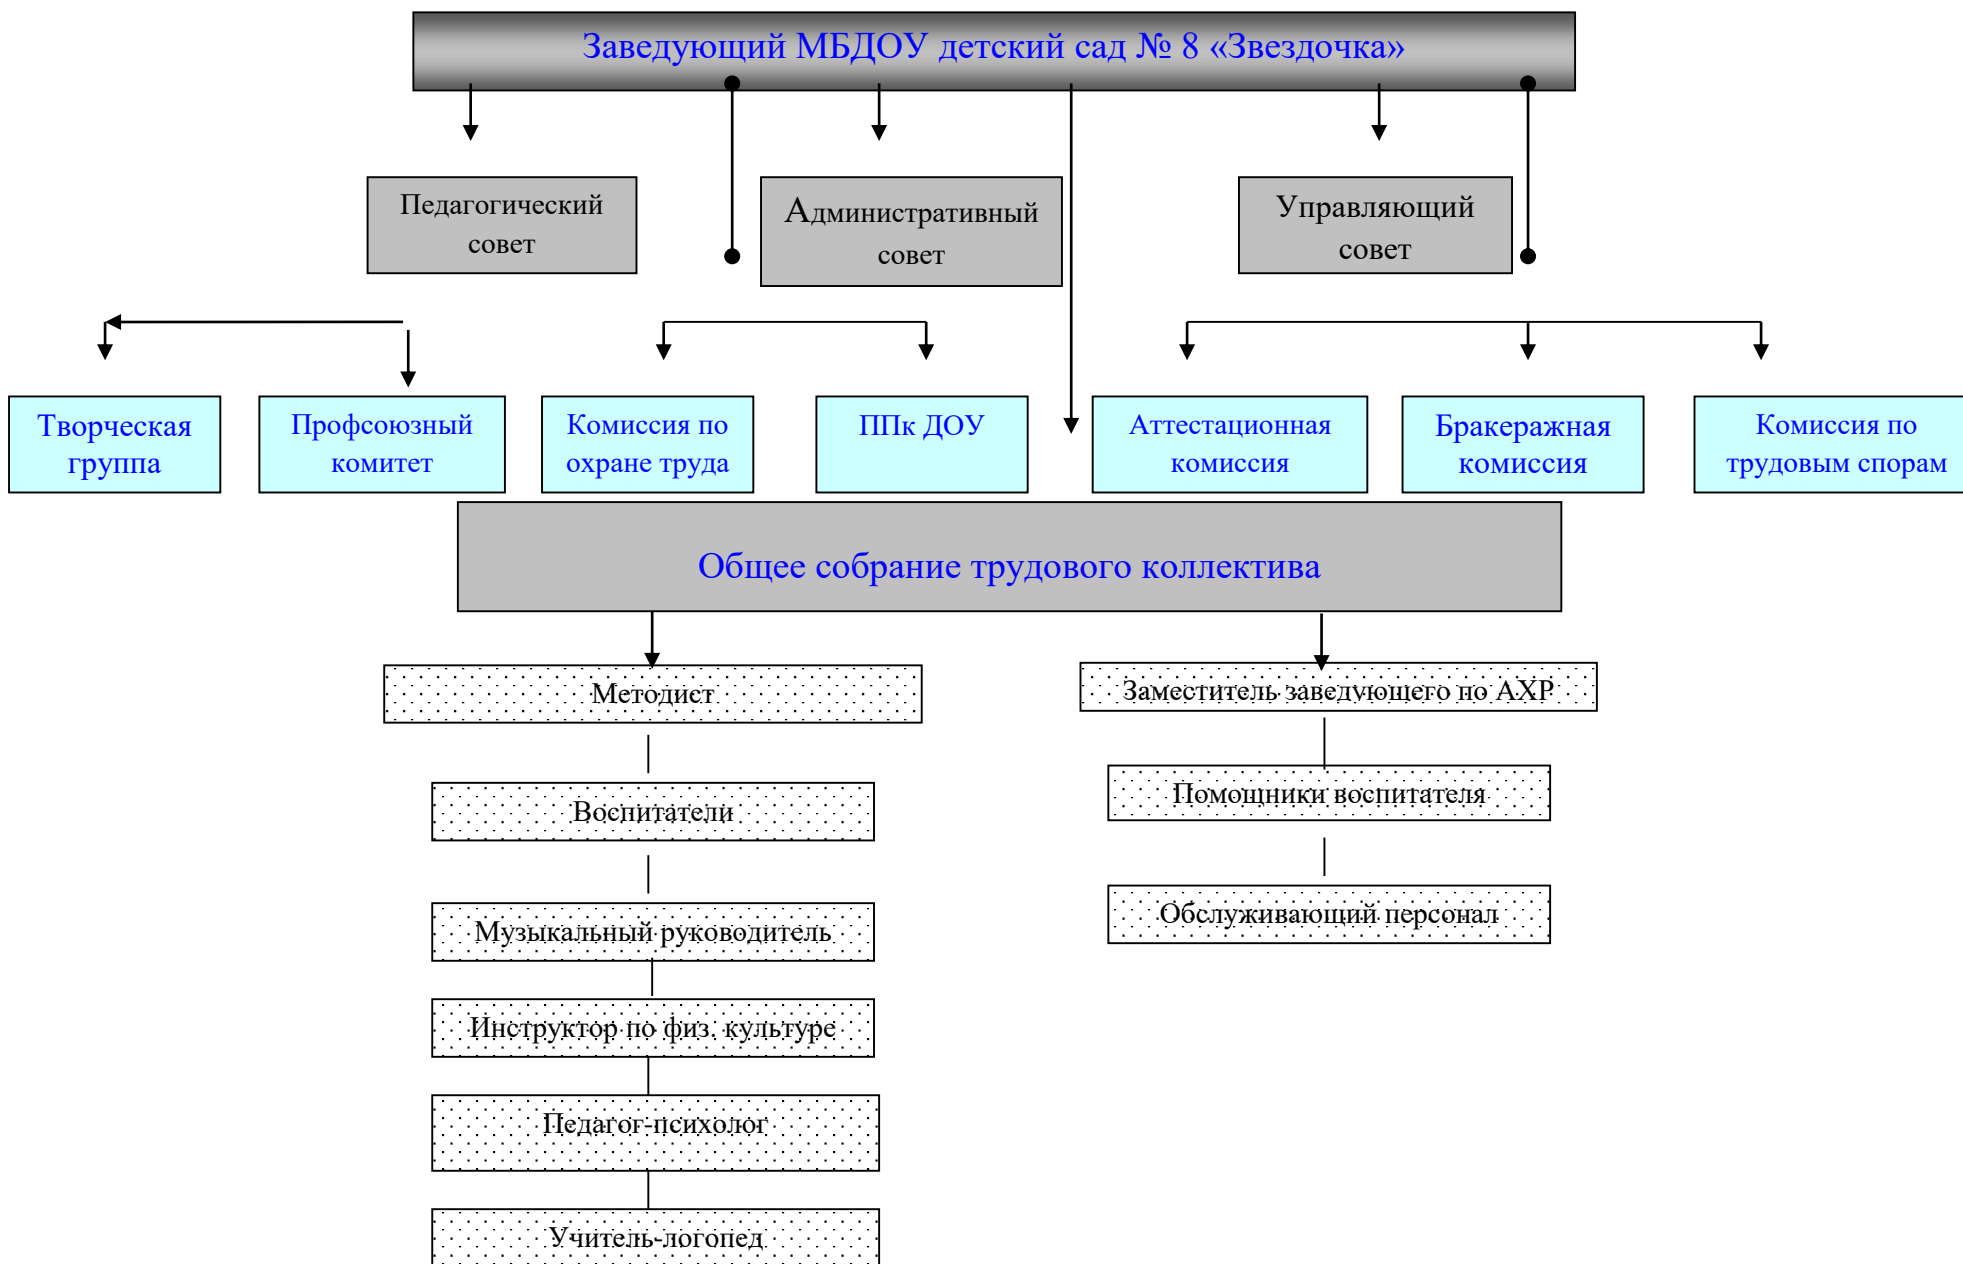 Заведующий МБДОУ детский сад № 8 «Звездочка»
Педагогический
совет
Административный
совет
Управляющий
совет
Творческая
группа
Профсоюзный
комитет
Комиссия по
охране труда
ППк ДОУ
Аттестационная
комиссия
Бракеражная
комиссия
Комиссия по
трудовым спорам
Общее собрание трудового коллектива
Методист
Заместитель заведующего по АХР
Воспитатели
Помощники воспитателя
Музыкальный руководитель
Обслуживающий персонал
Инструктор по физ. культуре
Педагог-психолог
Учитель-логопед